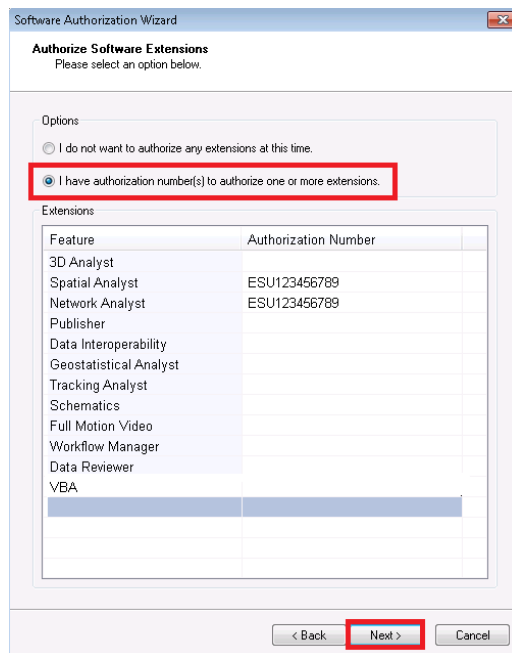 Software Authorization Wizard
Authorize Software Extensions
Please select an option below.
Options
I do not want to authorize any extensions at this time.
I have authorization number(s) to authorize one or more extensions.
Extensions
Feature Authorization Number
3D Analyst
Spatial Analyst ESU123456789
Network Analyst ESU123456789
Publisher
Data Interoperability
Geostatistical Analyst
Tracking Analyst
Schematics
Full Motion Video
Workflow Manager
Data Reviewer
VBA
< Back Next > Cancel